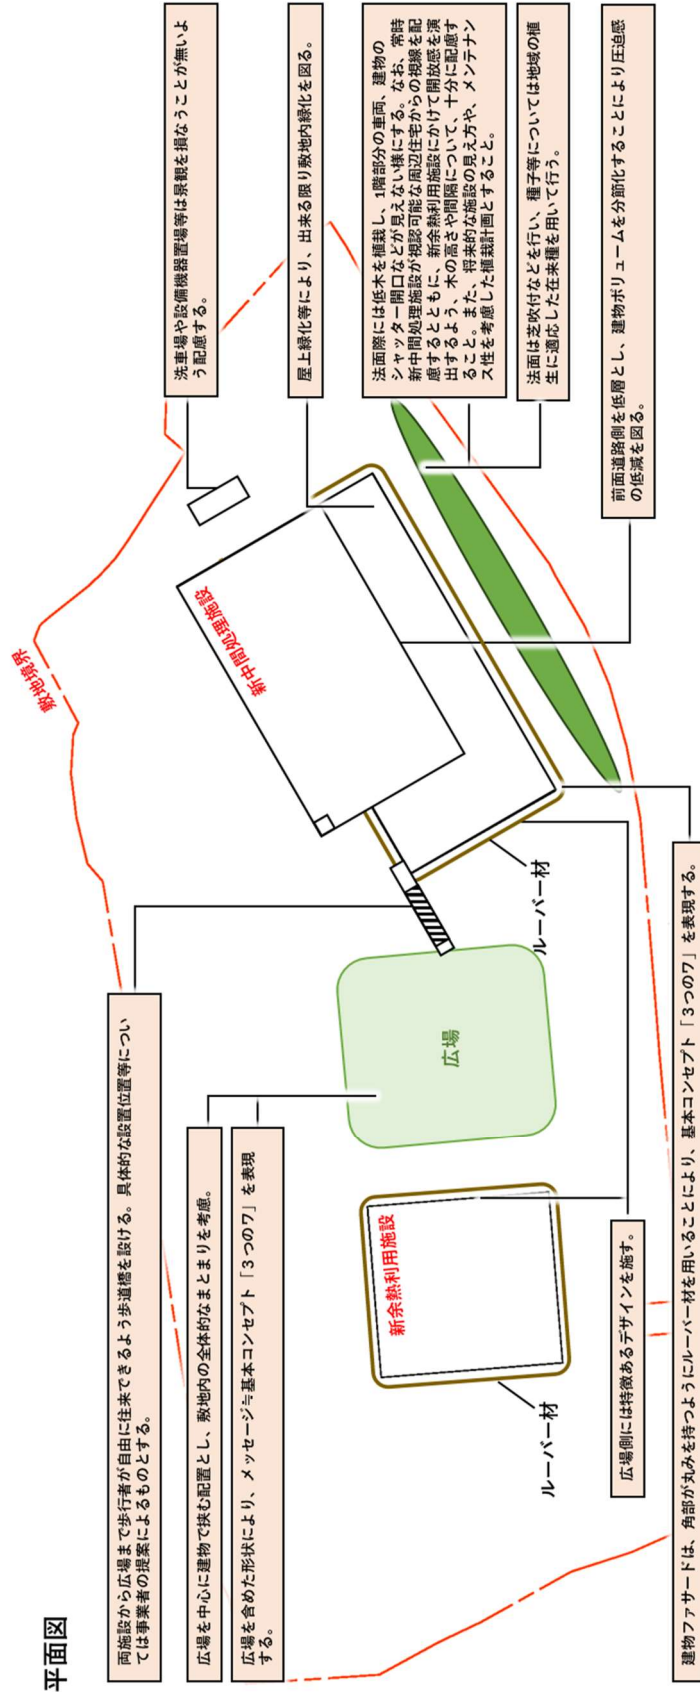 平面図
両施設から広場まで歩行者が自由に往来できるよう歩道橋を設ける。具体的な設置位置等につい
ては事業者の提案によるものとする。
広場を中心に建物で挟む配置とし、敷地内の全体的なまとまりを考慮。
広場を含めた形状により、メッセージ≒基本コンセプト「３つのワ」を表現
する。
敷地境界
洗車場や設備機器置場等は景観を損なうことが無いよ
う配慮する。
屋上緑化等により、出来る限り敷地内緑化を図る。
法面際には低木を植栽し、1階部分の車両、建物の
シャッター開口などが見えない様にする。なお、常時
新中間処理施設が視認可能な周辺住宅からの視線を配
慮するとともに、新余熱利用施設にかけて開放感を演
出するよう、木の高さや間隔について、十分に配慮す
ること。また、将来的な施設の見え方や、メンテナン
ス性を考慮した植栽計画とすること。
法面は芝吹付などを行い、種子等については地域の植
生に適応した在来種を用いて行う。
前面道路側を低層とし、建物ボリュームを分節化することにより圧迫感
の低減を図る。
新中間処理施設
広場
新余熱利用施設
ルーバー材
ルーバー材
広場側には特徴あるデザインを施す。
建物ファサードは、角部が丸みを持つようにルーバー材を用いることにより、基本コンセプト「３つのワ」を表現する。